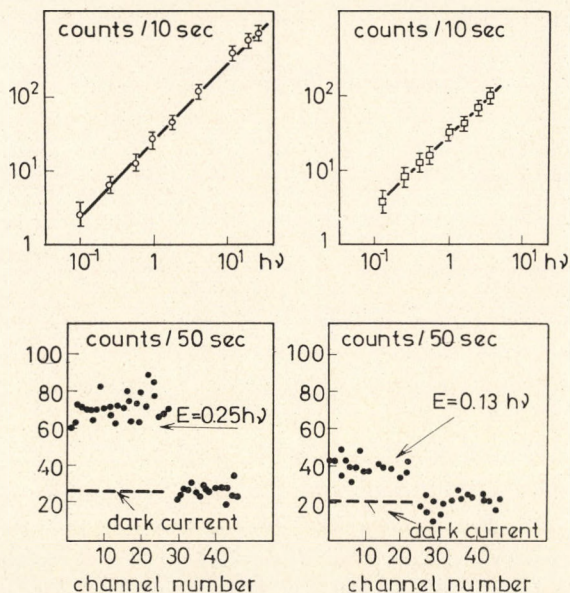 counts/10 sec
10²
10¹
1
10⁻¹ 1 10¹ hν
counts/10 sec
10²
10¹
1
10⁻¹ 1 10¹ hν
counts/50 sec
100
80
60
40
20
E=0.25hν
dark current
10 20 30 40
channel number
counts/50 sec
100
80
60
40
20
E=0.13 hν
dark current
10 20 30 40
channel number